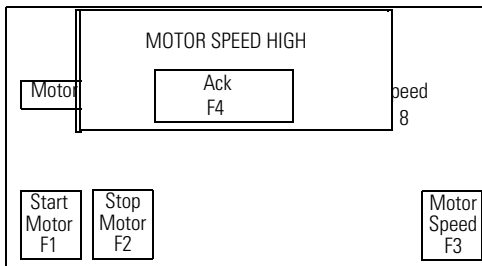 MOTOR SPEED HIGH
Ack
F4
Motor
peed
8
Start
Motor
F1
Stop
Motor
F2
Motor
Speed
F3